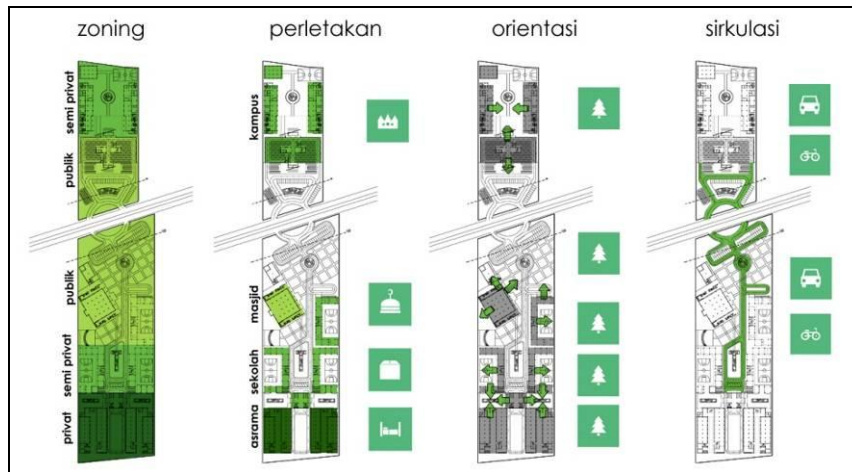 zoning
perletakan
orientasi
sirkulasi
semi privat
publik
publik
semi privat
privat
kampus
masjid
sekolah
asrama